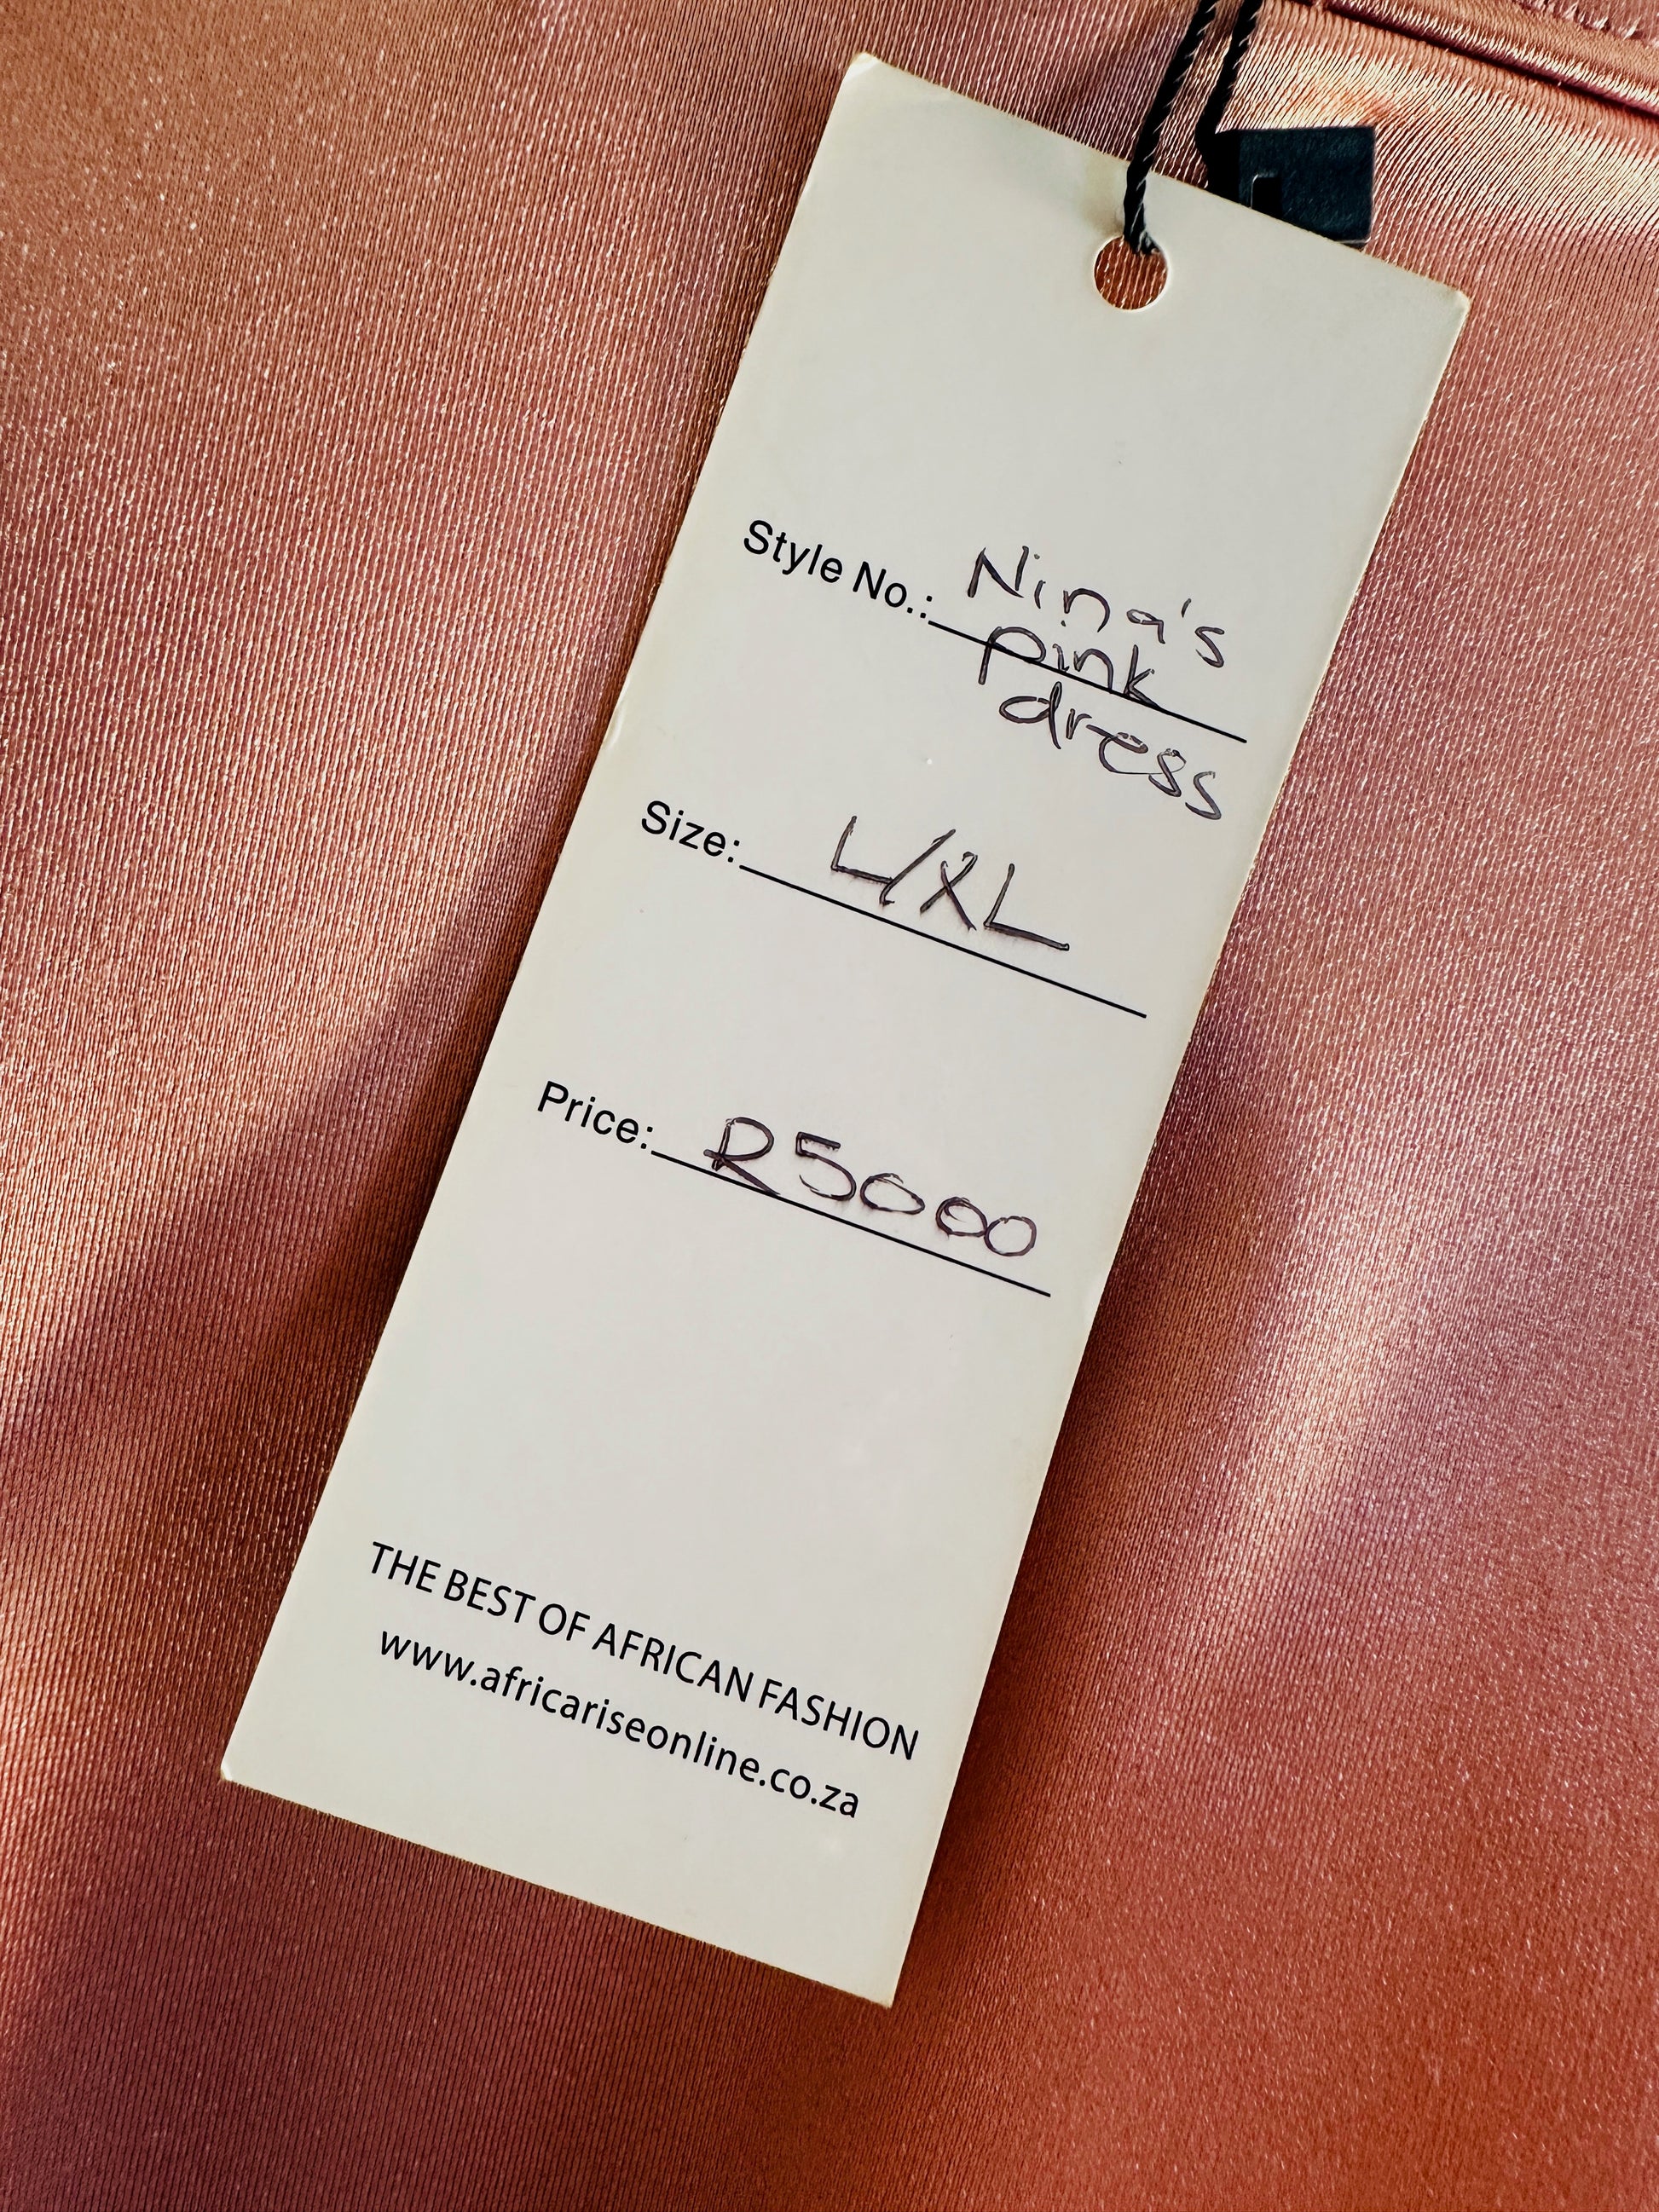 Style No.: Nina's
pink
dress
Size: L/XL
Price: R5000
THE BEST OF AFRICAN FASHION
www.africariseonline.co.za